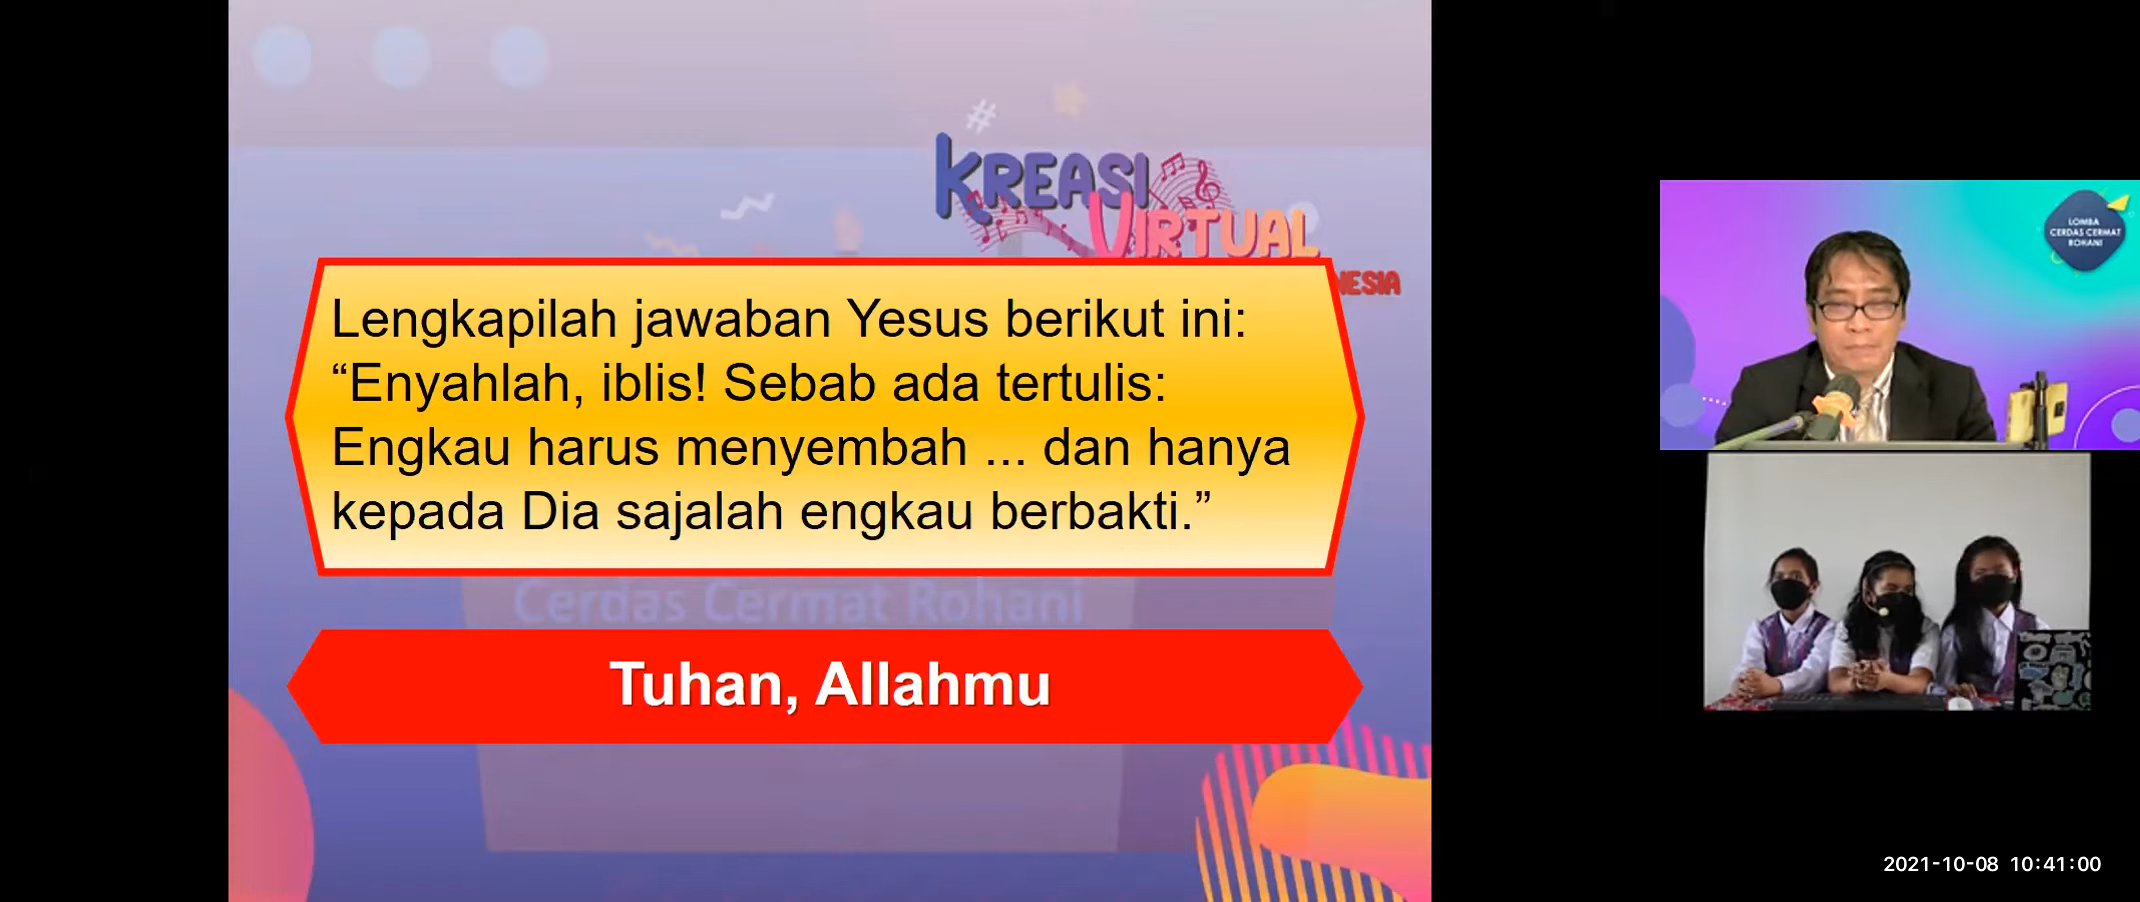 #
KREASI
VIRTUAL
NESIA
Lengkapilah jawaban Yesus berikut ini:
“Enyahlah, iblis! Sebab ada tertulis:
Engkau harus menyembah ... dan hanya
kepada Dia sajalah engkau berbakti.”
Cerdas Cermat Rohani
Tuhan, Allahmu
LOMBA
CERDAS CERMAT
ROHANI
2021-10-08 10:41:00